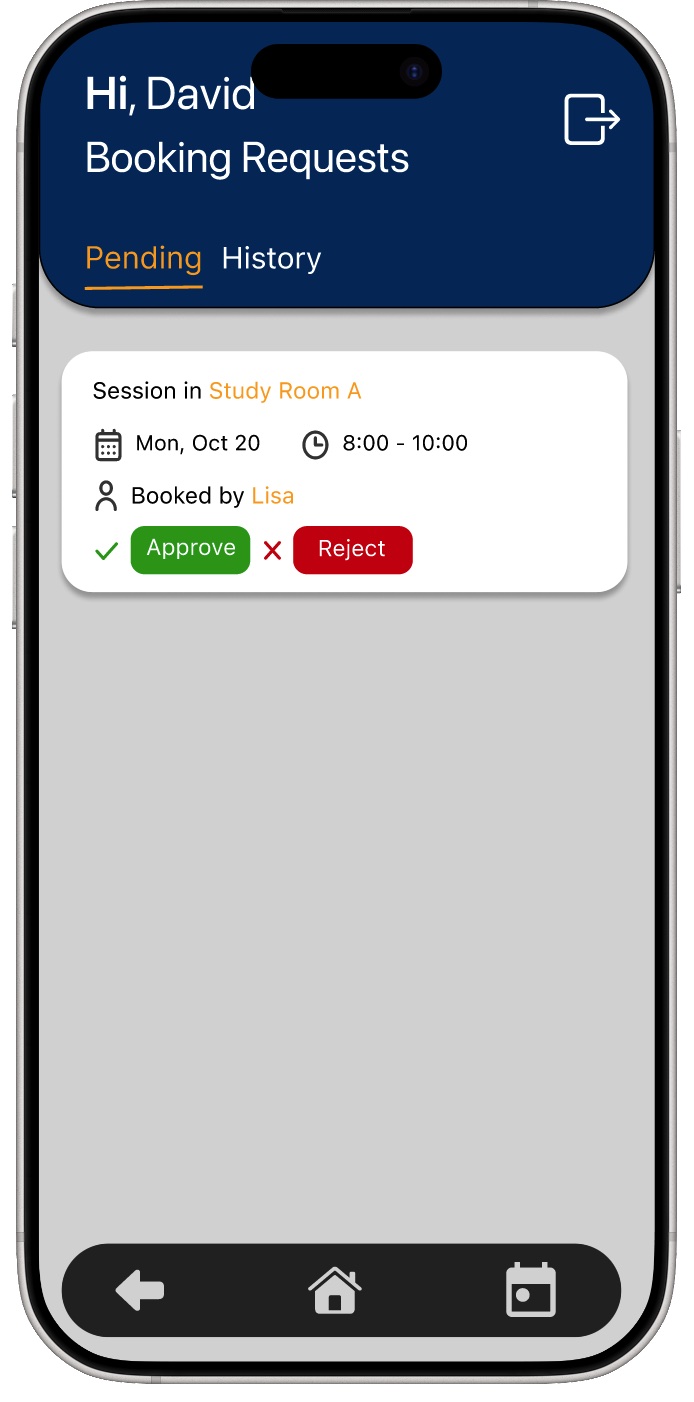 Hi, David
Booking Requests
Pending History
Session in Study Room A
Mon, Oct 20 8:00 - 10:00
Booked by Lisa
Approve Reject